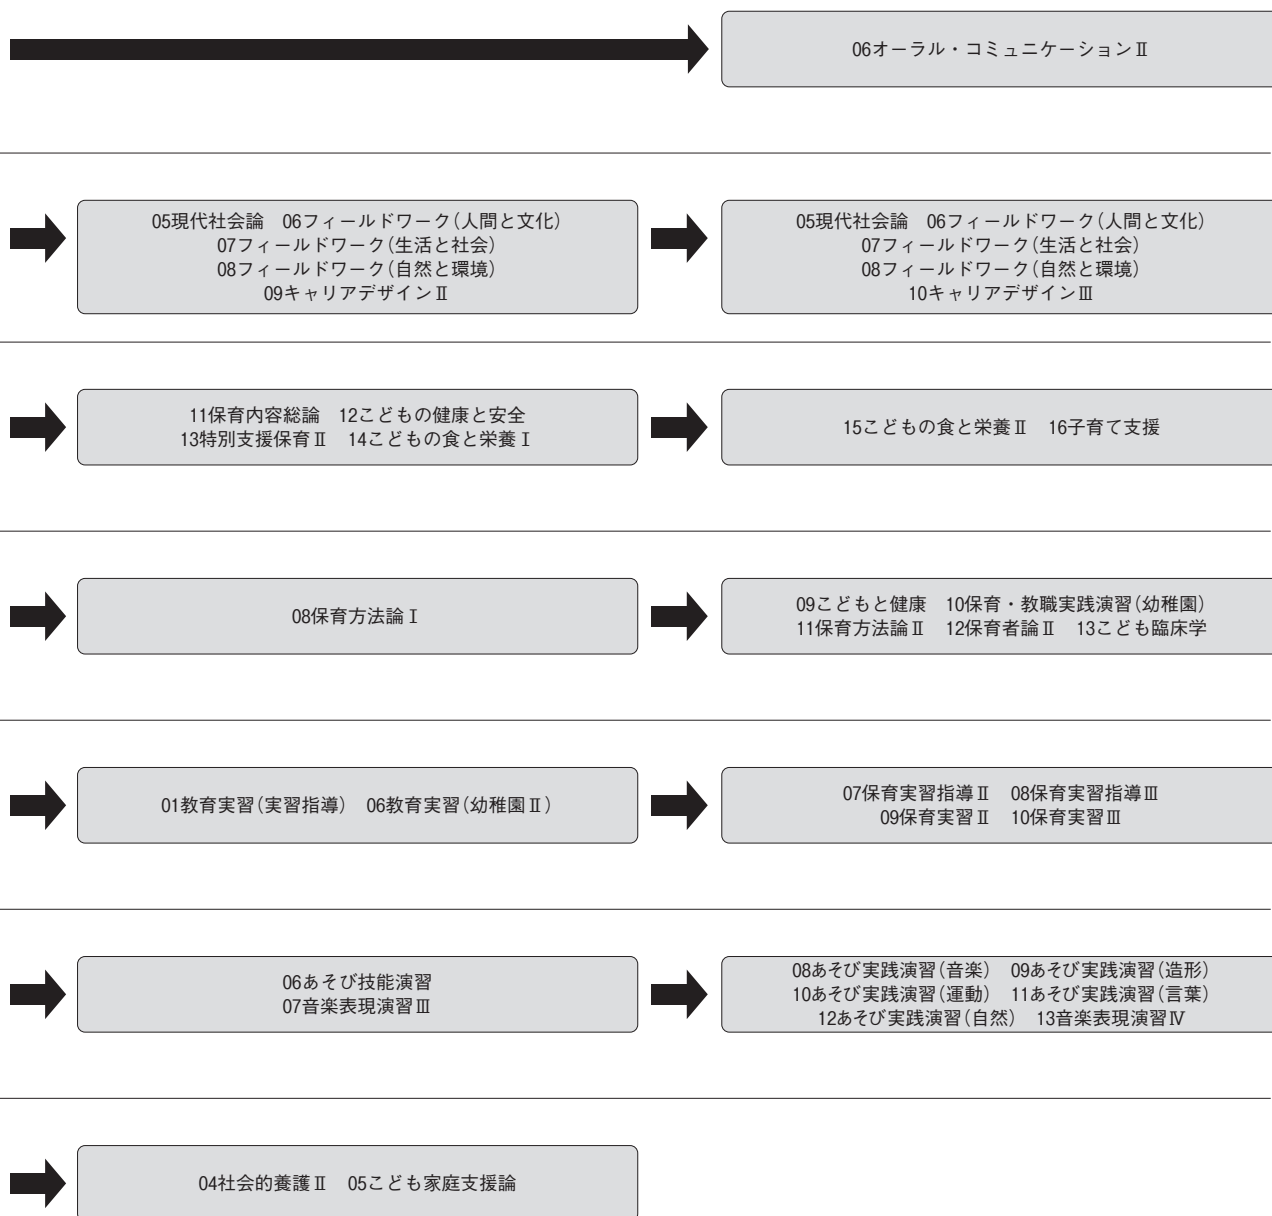 06オーラル・コミュニケーションⅡ
05現代社会論　06フィールドワーク(人間と文化)
07フィールドワーク(生活と社会)
08フィールドワーク(自然と環境)
09キャリアデザインⅡ
05現代社会論　06フィールドワーク(人間と文化)
07フィールドワーク(生活と社会)
08フィールドワーク(自然と環境)
10キャリアデザインⅢ
11保育内容総論　12こどもの健康と安全
13特別支援保育Ⅱ　14こどもの食と栄養Ⅰ
15こどもの食と栄養Ⅱ　16子育て支援
08保育方法論Ⅰ
09こどもと健康　10保育・教職実践演習(幼稚園)
11保育方法論Ⅱ　12保育者論Ⅱ　13こども臨床学
01教育実習(実習指導)　06教育実習(幼稚園Ⅱ)
07保育実習指導Ⅱ　08保育実習指導Ⅲ
09保育実習Ⅱ　10保育実習Ⅲ
06あそび技能演習
07音楽表現演習Ⅲ
08あそび実践演習(音楽)　09あそび実践演習(造形)
10あそび実践演習(運動)　11あそび実践演習(言葉)
12あそび実践演習(自然)　13音楽表現演習Ⅳ
04社会的養護Ⅱ　05こども家庭支援論